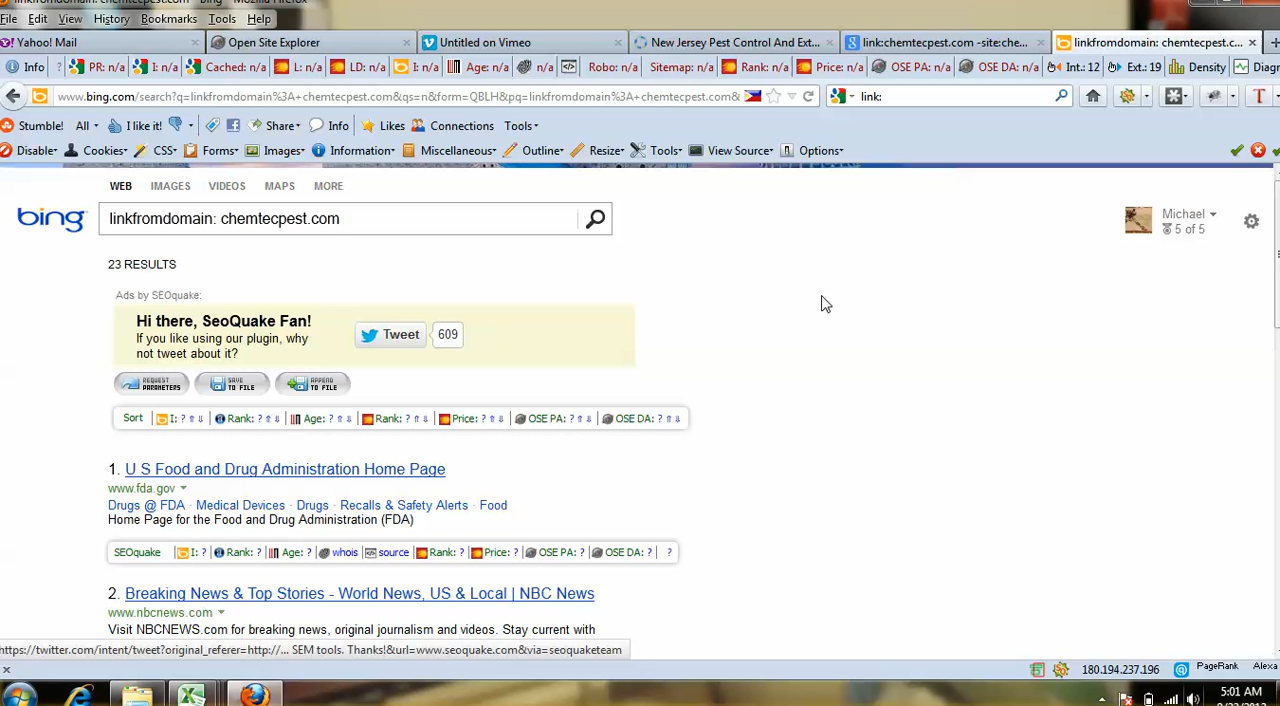 linkfromdomain: chemtecpest.com - Bing - Mozilla Firefox
File Edit View History Bookmarks Tools Help
Yahoo! Mail × Open Site Explorer × Untitled on Vimeo × New Jersey Pest Control And Ext... × link:chemtecpest.com -site:che... × linkfromdomain: chemtecpest.c... × +
Info ? PR: n/a I: n/a Cached: n/a L: n/a LD: n/a I: n/a Age: n/a n/a Robo: n/a Sitemap: n/a Rank: n/a Price: n/a OSE PA: n/a OSE DA: n/a Int.: 12 Ext.: 19 Density Diagn
www.bing.com/search?q=linkfromdomain%3A+chemtecpest.com&qs=n&form=QBLH&pq=linkfromdomain%3A+chemtecpest.com& link:
Stumble! All I like it! Share Info Likes Connections Tools
Disable Cookies CSS Forms Images Information Miscellaneous Outline Resize Tools View Source Options
WEB IMAGES VIDEOS MAPS MORE
bing linkfromdomain: chemtecpest.com
Michael
5 of 5
23 RESULTS
Ads by SEOquake:
Hi there, SeoQuake Fan!
If you like using our plugin, why
not tweet about it?
Tweet 609
REQUEST PARAMETERS SAVE TO FILE APPEND TO FILE
Sort I: ? Rank: ? Age: ? Rank: ? Price: ? OSE PA: ? OSE DA: ?
1. U S Food and Drug Administration Home Page
www.fda.gov
Drugs @ FDA · Medical Devices · Drugs · Recalls & Safety Alerts · Food
Home Page for the Food and Drug Administration (FDA)
SEOquake I: ? Rank: ? Age: ? whois source Rank: ? Price: ? OSE PA: ? OSE DA: ? ?
2. Breaking News & Top Stories - World News, US & Local | NBC News
www.nbcnews.com
Visit NBCNEWS.com for breaking news, original journalism and videos. Stay current with
https://twitter.com/intent/tweet?original_referer=http://... SEM tools. Thanks!&url=www.seoquake.com&via=seoquaketeam
× 180.194.237.196 PageRank Alexa
5:01 AM